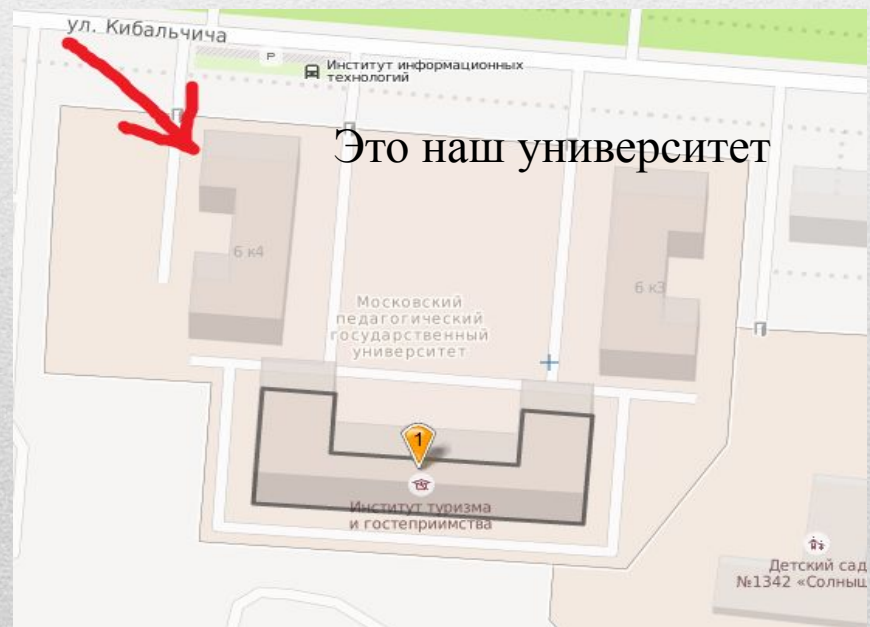 ул. Кибальчича
P
Институт информационных
технологий
Это наш университет
6 к4
6 к3
Московский
педагогический
государственный
университет
1
Институт туризма
и гостеприимства
Детский сад
№1342 «Солныш